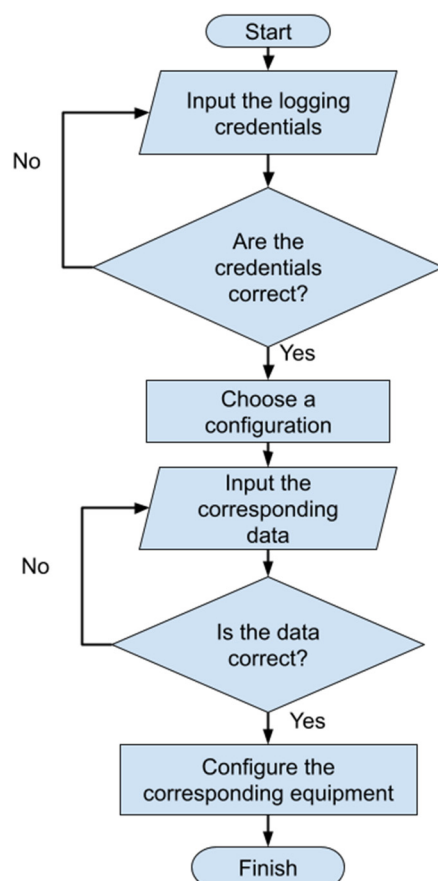 Start
Input the logging
credentials
No
Are the
credentials
correct?
Yes
Choose a
configuration
Input the
corresponding
data
No
Is the data
correct?
Yes
Configure the
corresponding equipment
Finish